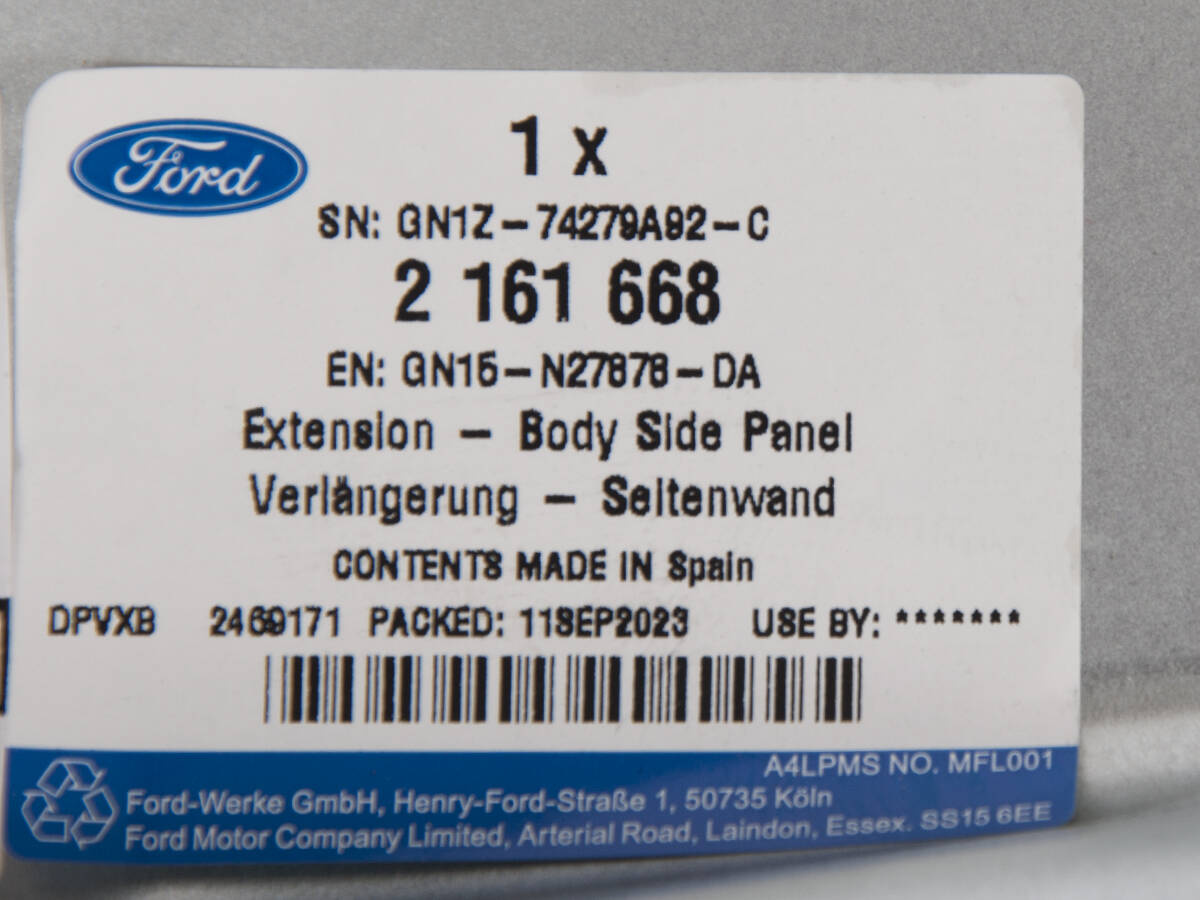 Ford
1 x
SN: GN1Z-74279A92-C
2 161 668
EN: GN15-N27878-DA
Extension - Body Side Panel
Verlängerung - Seitenwand
CONTENTS MADE IN Spain
DPVXB 2469171 PACKED: 11SEP2023 USE BY: *******
A4LPMS NO. MFL001
Ford-Werke GmbH, Henry-Ford-Straße 1, 50735 Köln
Ford Motor Company Limited, Arterial Road, Laindon, Essex. SS15 6EE